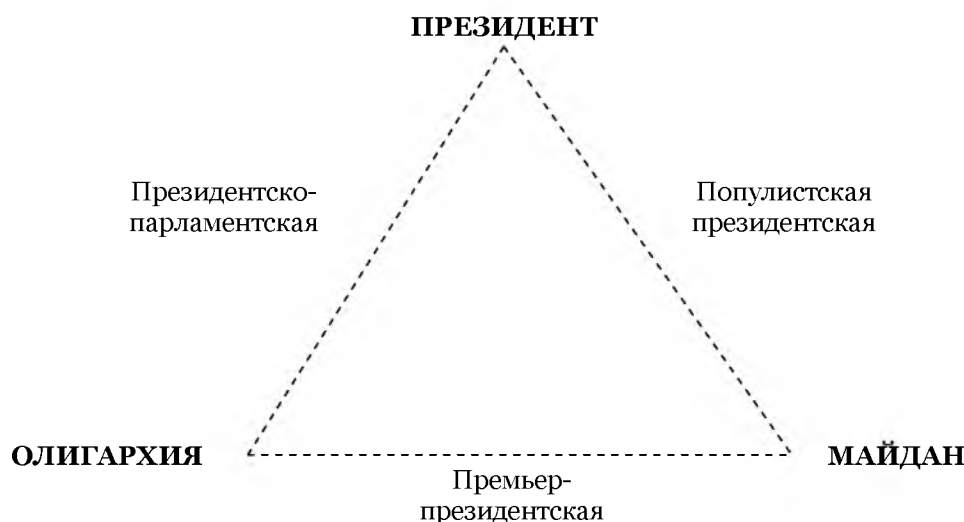 ПРЕЗИДЕНТ
Президентско-
парламентская
Популистская
президентская
ОЛИГАРХИЯ
МАЙДАН
Премьер-
президентская